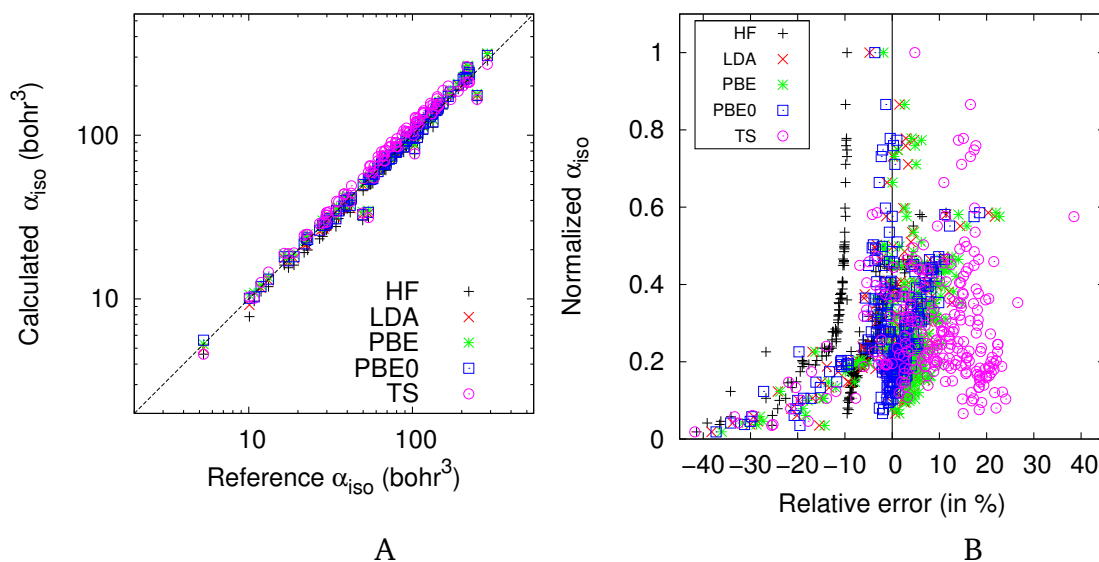 100
10
10
100
Calculated α_iso (bohr³)
Reference α_iso (bohr³)
HF
LDA
PBE
PBE0
TS
A
HF
LDA
PBE
PBE0
TS
1
0.8
0.6
0.4
0.2
0
−40 −30 −20 −10 0 10 20 30 40
Normalized α_iso
Relative error (in %)
B